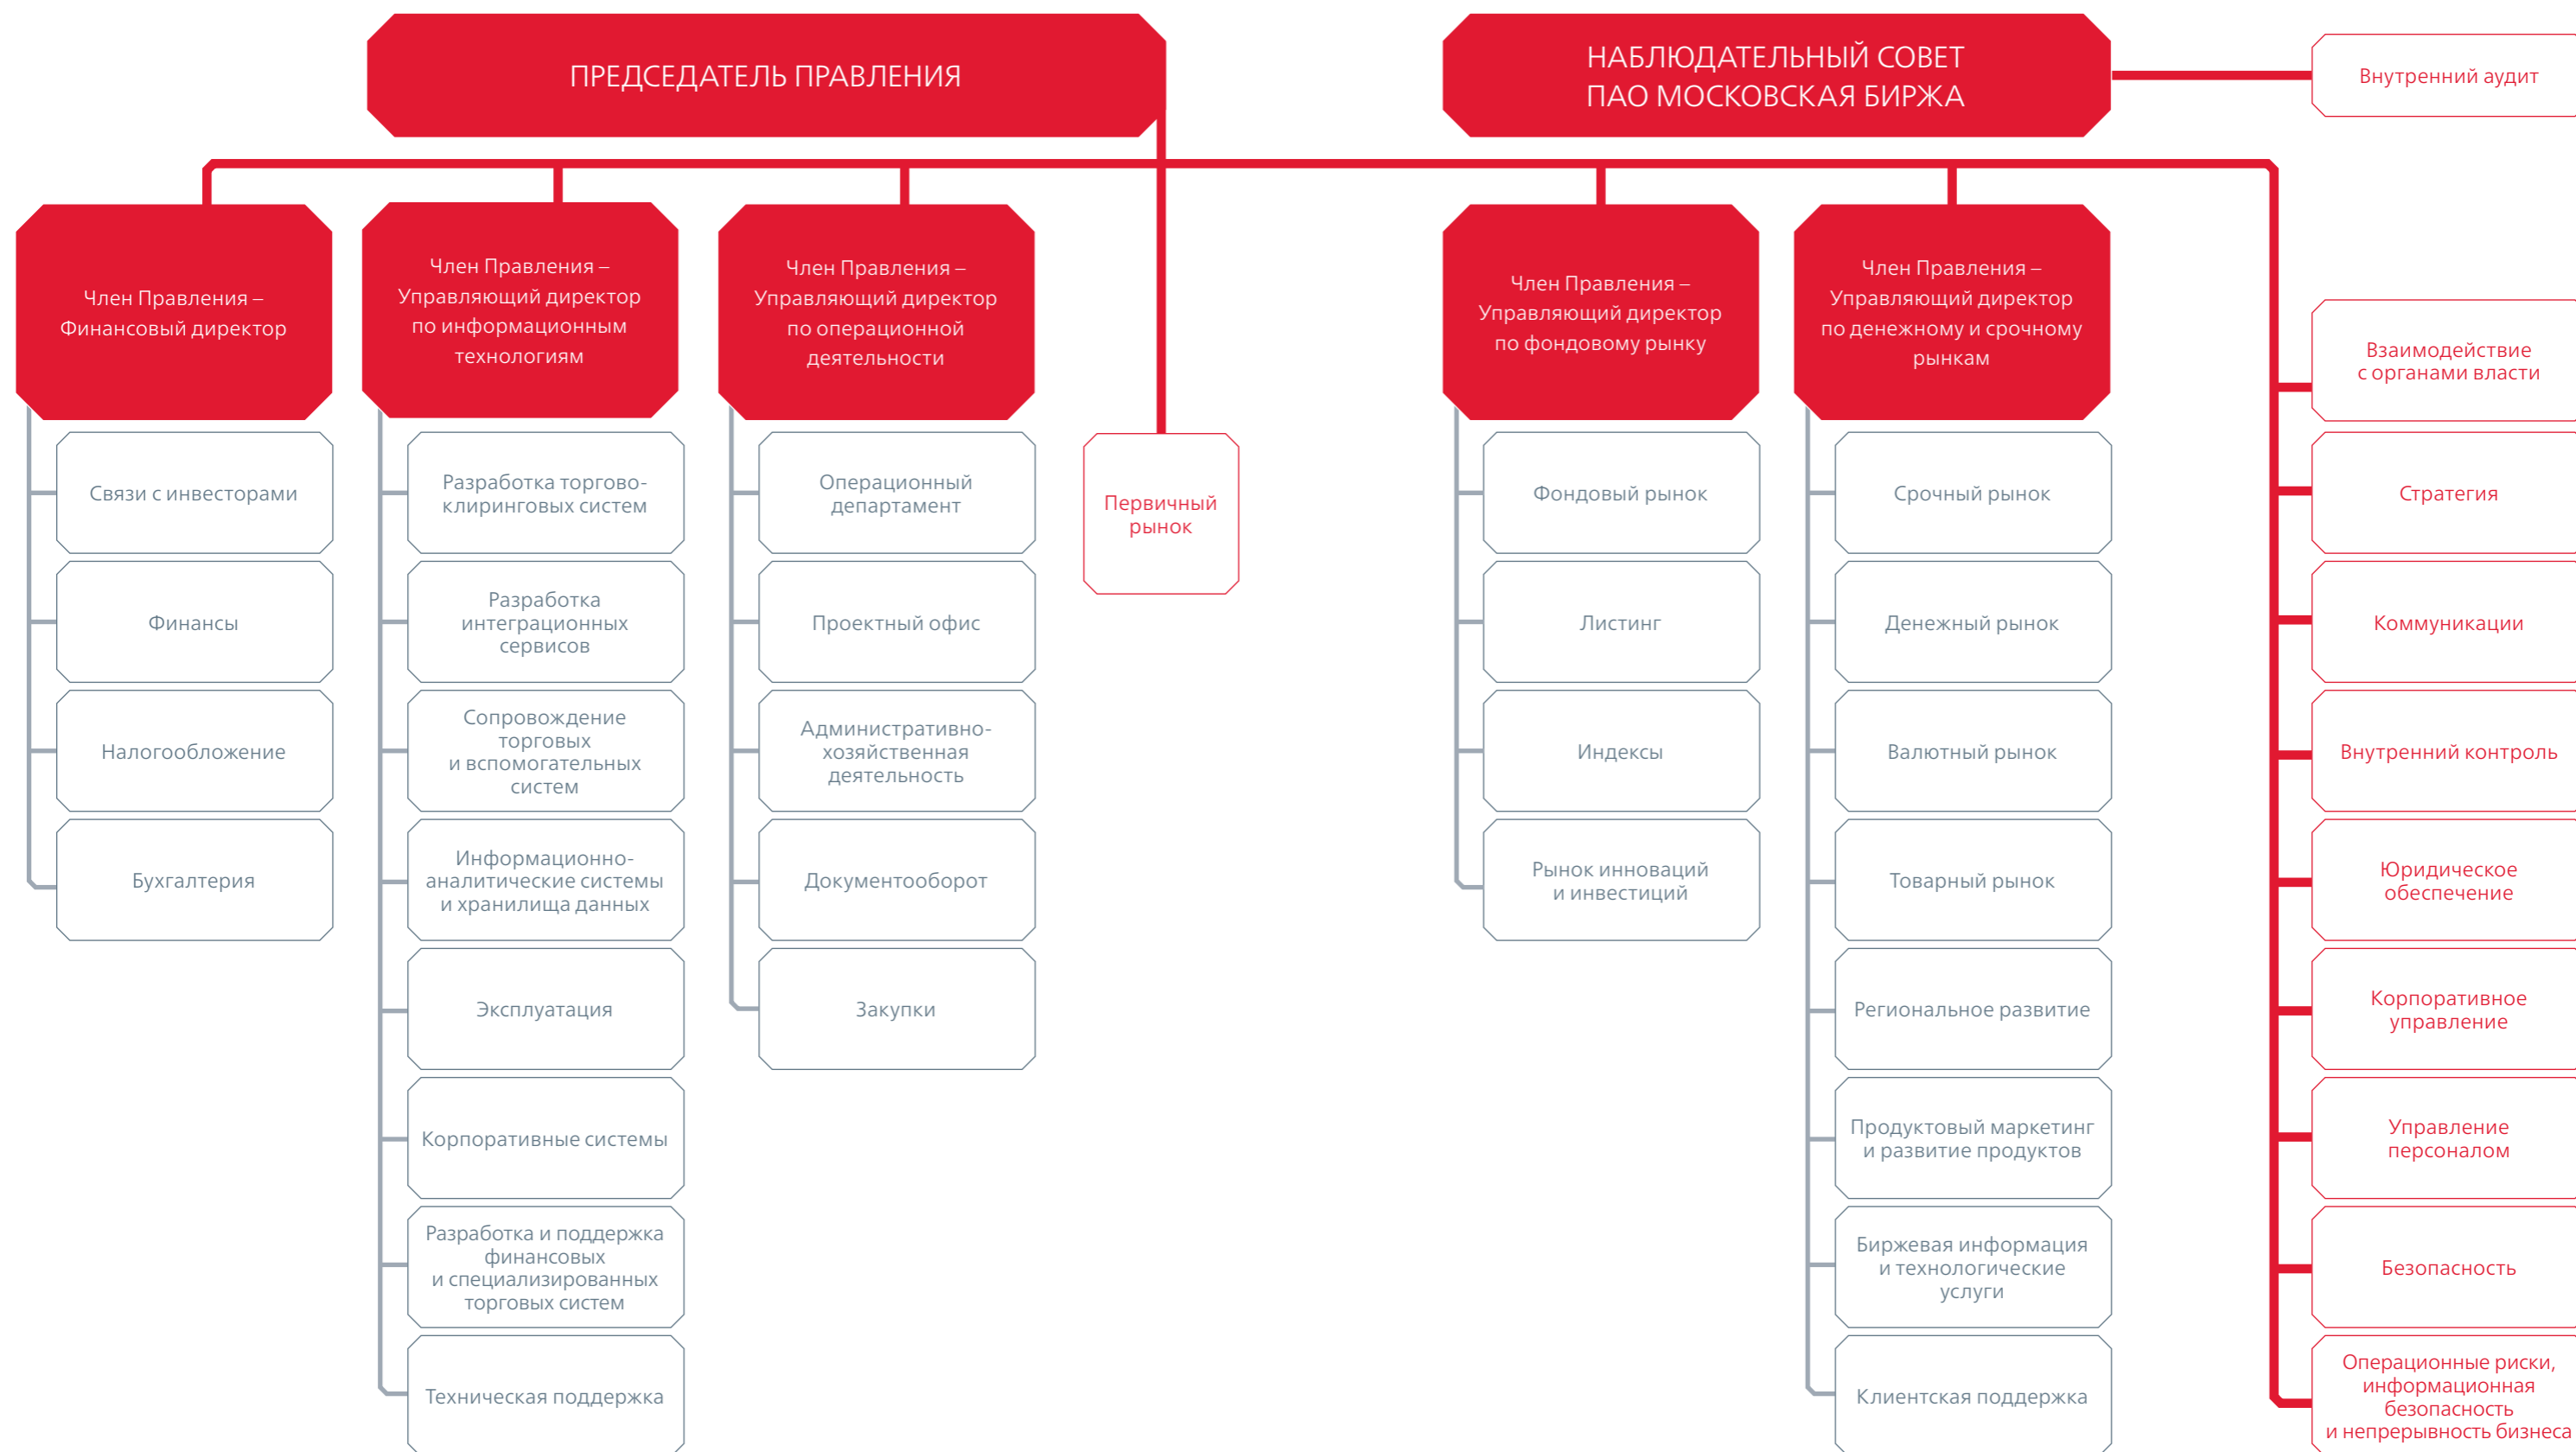 ПРЕДСЕДАТЕЛЬ ПРАВЛЕНИЯ
НАБЛЮДАТЕЛЬНЫЙ СОВЕТ
ПАО МОСКОВСКАЯ БИРЖА
Внутренний аудит
Член Правления –
Финансовый директор
Связи с инвесторами
Финансы
Налогообложение
Бухгалтерия
Член Правления –
Управляющий директор
по информационным
технологиям
Разработка торгово-
клиринговых систем
Разработка
интеграционных
сервисов
Сопровождение
торговых
и вспомогательных
систем
Информационно-
аналитические системы
и хранилища данных
Эксплуатация
Корпоративные системы
Разработка и поддержка
финансовых
и специализированных
торговых систем
Техническая поддержка
Член Правления –
Управляющий директор
по операционной
деятельности
Операционный
департамент
Проектный офис
Административно-
хозяйственная
деятельность
Документооборот
Закупки
Первичный
рынок
Член Правления –
Управляющий директор
по фондовому рынку
Фондовый рынок
Листинг
Индексы
Рынок инноваций
и инвестиций
Член Правления –
Управляющий директор
по денежному и срочному
рынкам
Срочный рынок
Денежный рынок
Валютный рынок
Товарный рынок
Региональное развитие
Продуктовый маркетинг
и развитие продуктов
Биржевая информация
и технологические
услуги
Клиентская поддержка
Взаимодействие
с органами власти
Стратегия
Коммуникации
Внутренний контроль
Юридическое
обеспечение
Корпоративное
управление
Управление
персоналом
Безопасность
Операционные риски,
информационная
безопасность
и непрерывность бизнеса